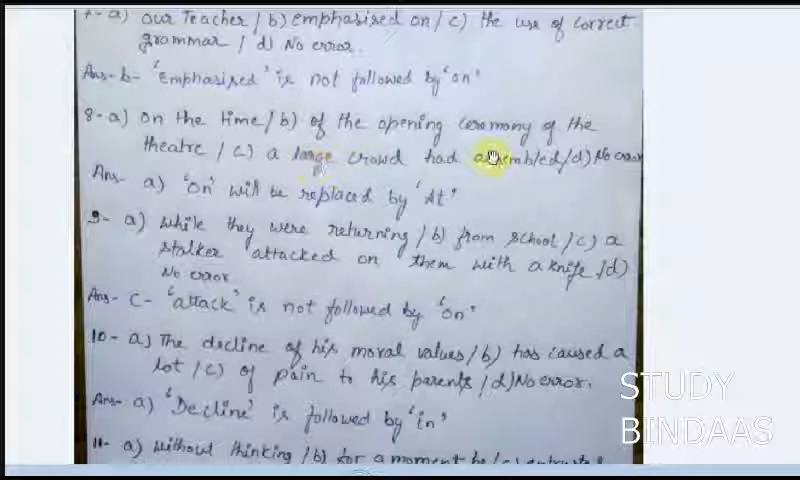 7- a) our Teacher / b) emphasised on / c) the use of correct
grammar / d) No error.
Ans- b- 'Emphasised' is not followed by 'on'
8- a) on the time / b) of the opening ceremony of the
theatre / c) a large crowd had assembled / d) No error
Ans- a) 'on' will be replaced by 'At'
9- a) while they were returning / b) from school / c) a
stalker attacked on them with a knife / d)
No error
Ans- C- 'attack' is not followed by 'on'
10- a) The decline of his moral values / b) has caused a
lot / c) of pain to his parents / d) No error.
Ans- a) 'Decline' is followed by 'in'
11- a) without thinking / b) for a moment he / c)
STUDY
BINDAAS